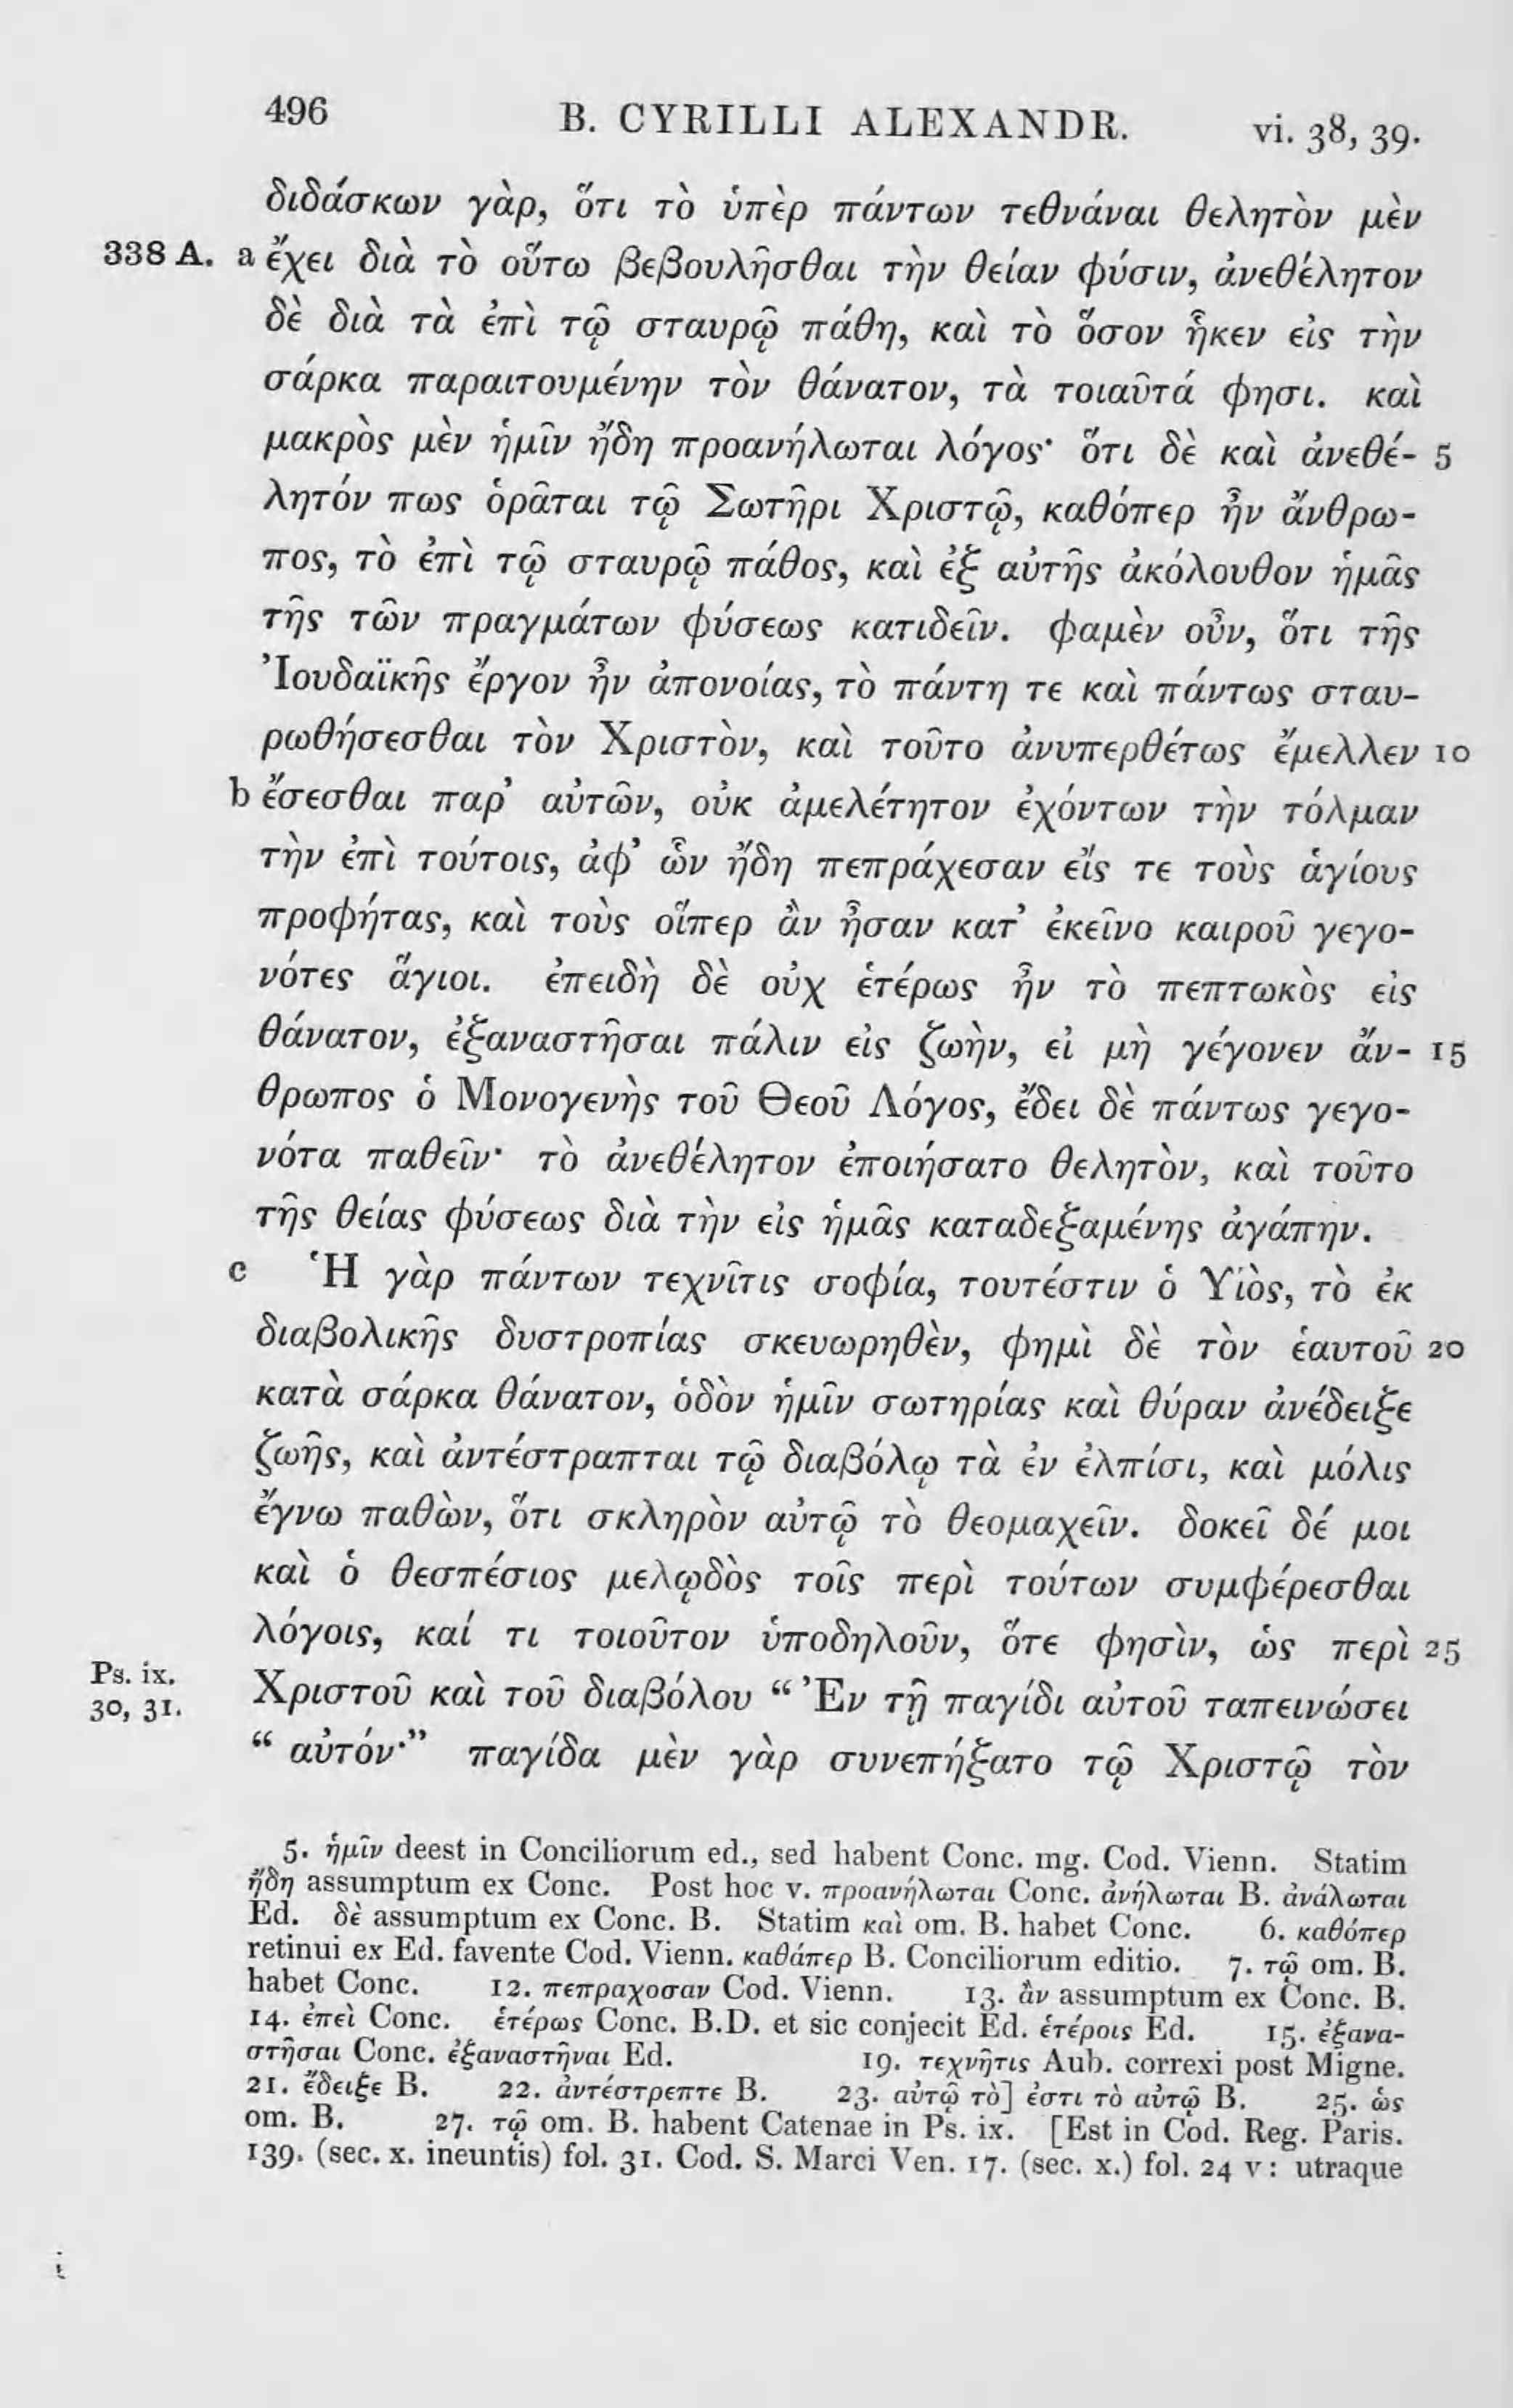 496 B. CYRILLI ALEXANDR. vi. 38, 39.
διδάσκων γὰρ, ὅτι τὸ ὑπὲρ πάντων τεθνάναι θελητὸν μὲν
338 A. a ἔχει διὰ τὸ οὕτω βεβουλῆσθαι τὴν θείαν φύσιν, ἀνεθέλητον
δὲ διὰ τὰ ἐπὶ τῷ σταυρῷ πάθη, καὶ τὸ ὅσον ἧκεν εἰς τὴν
σάρκα παραιτουμένην τὸν θάνατον, τὰ τοιαῦτά φησι. καὶ
μακρὸς μὲν ἡμῖν ἤδη προανήλωται λόγος· ὅτι δὲ καὶ ἀνεθέ- 5
λητόν πως ὁρᾶται τῷ Σωτῆρι Χριστῷ, καθόπερ ἦν ἄνθρω-
πος, τὸ ἐπὶ τῷ σταυρῷ πάθος, καὶ ἐξ αὐτῆς ἀκόλουθον ἡμᾶς
τῆς τῶν πραγμάτων φύσεως κατιδεῖν. φαμὲν οὖν, ὅτι τῆς
Ἰουδαϊκῆς ἔργον ἦν ἀπονοίας, τὸ πάντη τε καὶ πάντως σταυ-
ρωθήσεσθαι τὸν Χριστὸν, καὶ τοῦτο ἀνυπερθέτως ἔμελλεν 10
b ἔσεσθαι παρ’ αὐτῶν, οὐκ ἀμελέτητον ἐχόντων τὴν τόλμαν
τὴν ἐπὶ τούτοις, ἀφ’ ὧν ἤδη πεπράχεσαν εἴς τε τοὺς ἁγίους
προφήτας, καὶ τοὺς οἵπερ ἂν ἦσαν κατ’ ἐκεῖνο καιροῦ γεγο-
νότες ἅγιοι. ἐπειδὴ δὲ οὐχ ἑτέρως ἦν τὸ πεπτωκὸς εἰς
θάνατον, ἐξαναστῆσαι πάλιν εἰς ζωὴν, εἰ μὴ γέγονεν ἄν- 15
θρωπος ὁ Μονογενὴς τοῦ Θεοῦ Λόγος, ἔδει δὲ πάντως γεγο-
νότα παθεῖν· τὸ ἀνεθέλητον ἐποιήσατο θελητὸν, καὶ τοῦτο
τῆς θείας φύσεως διὰ τὴν εἰς ἡμᾶς καταδεξαμένης ἀγάπην.
c Ἡ γὰρ πάντων τεχνῖτις σοφία, τουτέστιν ὁ Υἱὸς, τὸ ἐκ
διαβολικῆς δυστροπίας σκευωρηθὲν, φημὶ δὲ τὸν ἑαυτοῦ 20
κατὰ σάρκα θάνατον, ὁδὸν ἡμῖν σωτηρίας καὶ θύραν ἀνέδειξε
ζωῆς, καὶ ἀντέστραπται τῷ διαβόλῳ τὰ ἐν ἐλπίσι, καὶ μόλις
ἔγνω παθὼν, ὅτι σκληρὸν αὐτῷ τὸ θεομαχεῖν. δοκεῖ δέ μοι
καὶ ὁ θεσπέσιος μελῳδὸς τοῖς περὶ τούτων συμφέρεσθαι
λόγοις, καί τι τοιοῦτον ὑποδηλοῦν, ὅτε φησὶν, ὡς περὶ 25
Ps. ix. 30, 31. Χριστοῦ καὶ τοῦ διαβόλου “ Ἐν τῇ παγίδι αὐτοῦ ταπεινώσει
“ αὐτόν·” παγίδα μὲν γὰρ συνεπήξατο τῷ Χριστῷ τὸν
5. ἡμῖν deest in Conciliorum ed., sed habent Conc. mg. Cod. Vienn. Statim
ἤδη assumptum ex Conc. Post hoc v. προανήλωται Conc. ἀνήλωται B. ἀνάλωται
Ed. δὲ assumptum ex Conc. B. Statim καὶ om. B. habet Conc. 6. καθόπερ
retinui ex Ed. favente Cod. Vienn. καθάπερ B. Conciliorum editio. 7. τῷ om. B.
habet Conc. 12. πεπραχοσαν Cod. Vienn. 13. ἂν assumptum ex Conc. B.
14. ἐπεὶ Conc. ἑτέρως Conc. B.D. et sic conjecit Ed. ἑτέροις Ed. 15. ἐξανα-
στῆσαι Conc. ἐξαναστῆναι Ed. 19. τεχνῆτις Aub. correxi post Migne.
21. ἔδειξε B. 22. ἀντέστρεπτε B. 23. αὐτῷ τὸ] ἐστι τὸ αὐτῷ B. 25. ὡς
om. B. 27. τῷ om. B. habent Catenae in Ps. ix. [Est in Cod. Reg. Paris.
139. (sec. x. ineuntis) fol. 31. Cod. S. Marci Ven. 17. (sec. x.) fol. 24 v : utraque